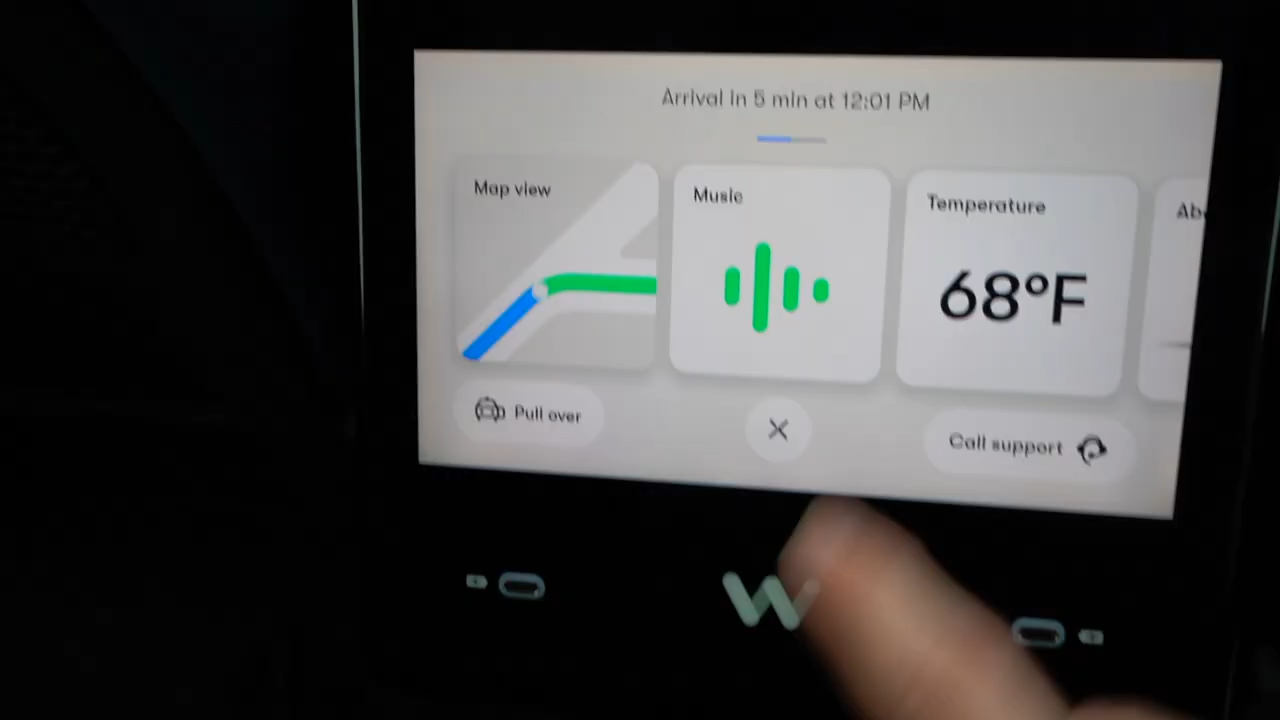 Arrival in 5 min at 12:01 PM
Map view
Music
Temperature
68°F
Pull over
Call support